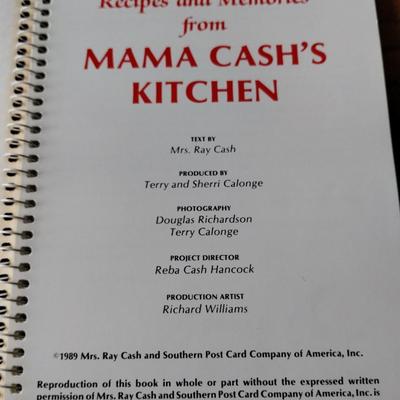 Recipes and Memories
from
MAMA CASH'S
KITCHEN
TEXT BY
Mrs. Ray Cash
PRODUCED BY
Terry and Sherri Calonge
PHOTOGRAPHY
Douglas Richardson
Terry Calonge
PROJECT DIRECTOR
Reba Cash Hancock
PRODUCTION ARTIST
Richard Williams
©1989 Mrs. Ray Cash and Southern Post Card Company of America, Inc.
Reproduction of this book in whole or part without the expressed written
permission of Mrs. Ray Cash and Southern Post Card Company of America, Inc. is